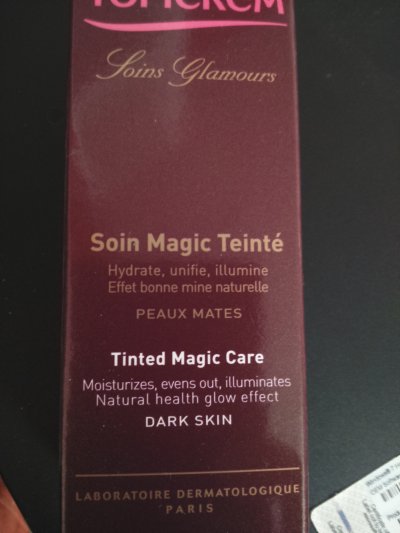 TOPICREM
Soins Glamours
Soin Magic Teinté
Hydrate, unifie, illumine
Effet bonne mine naturelle
PEAUX MATES
Tinted Magic Care
Moisturizes, evens out, illuminates
Natural health glow effect
DARK SKIN
LABORATOIRE DERMATOLOGIQUE
PARIS